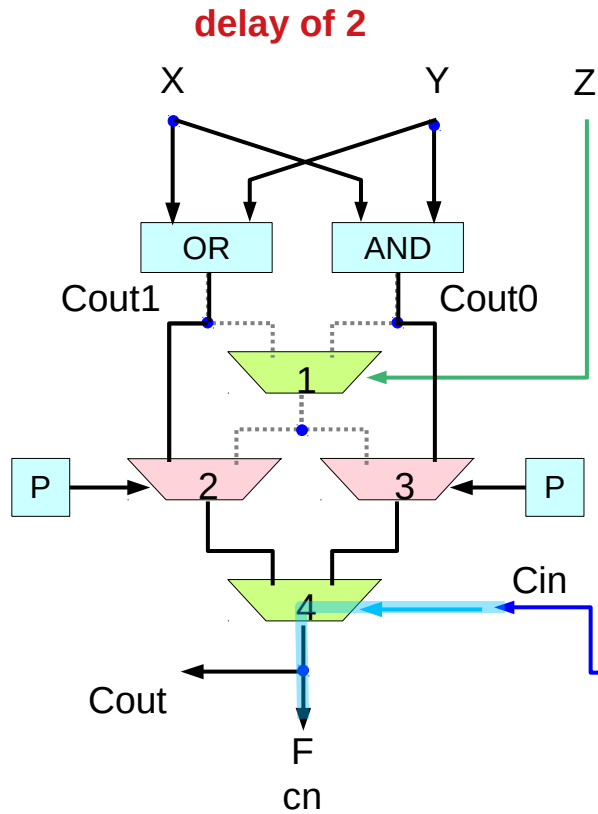 delay of 2
X Y Z
OR AND
Cout1 Cout0
1
P 2 3 P
4 Cin
Cout
F
cn